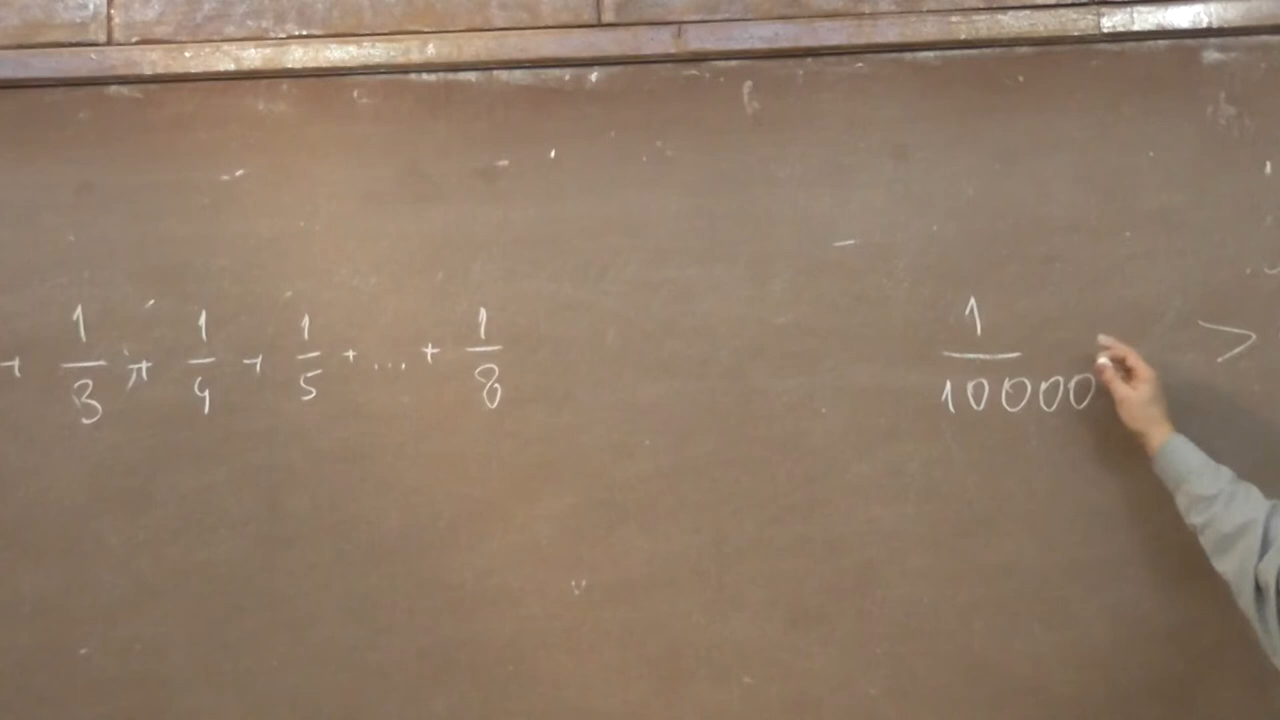 + 1/3 + 1/4 + 1/5 + ... + 1/8 1/10000 >